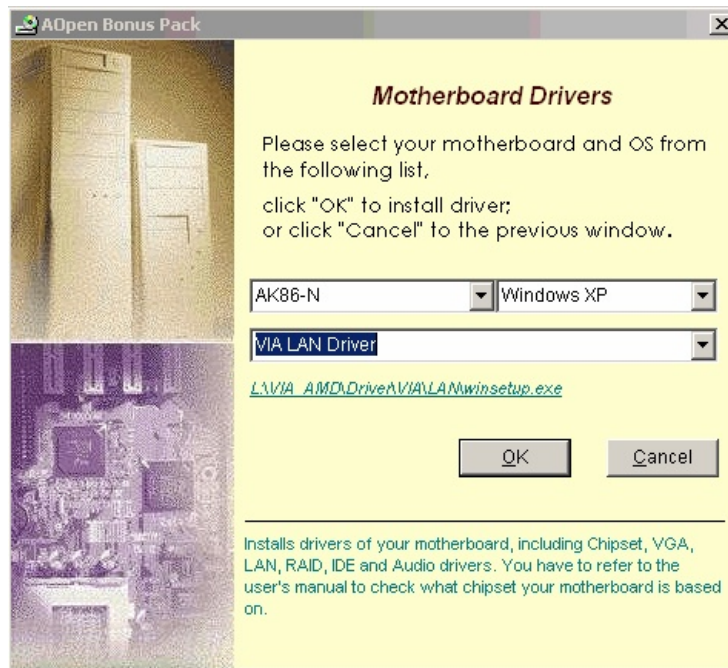 AOpen Bonus Pack
Motherboard Drivers
Please select your motherboard and OS from
the following list,
click "OK" to install driver;
or click "Cancel" to the previous window.
AK86-N Windows XP
VIA LAN Driver
L:\VIA_AMD\Driver\VIA\LAN\winsetup.exe
OK Cancel
Installs drivers of your motherboard, including Chipset, VGA,
LAN, RAID, IDE and Audio drivers. You have to refer to the
user's manual to check what chipset your motherboard is based
on.